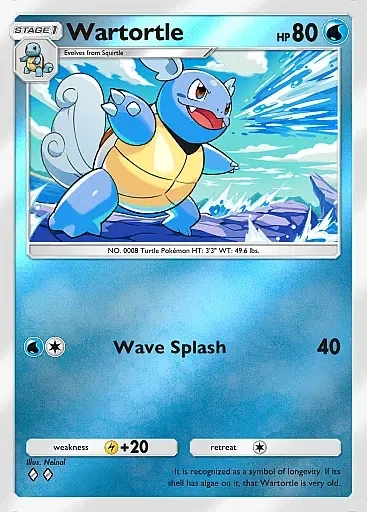 STAGE 1
Wartortle
HP 80
Evolves from Squirtle
NO. 0008 Turtle Pokémon HT: 3'3" WT: 49.6 lbs.
Wave Splash 40
weakness +20 retreat
Illus. Nelnal
It is recognized as a symbol of longevity. If its
shell has algae on it, that Wartortle is very old.